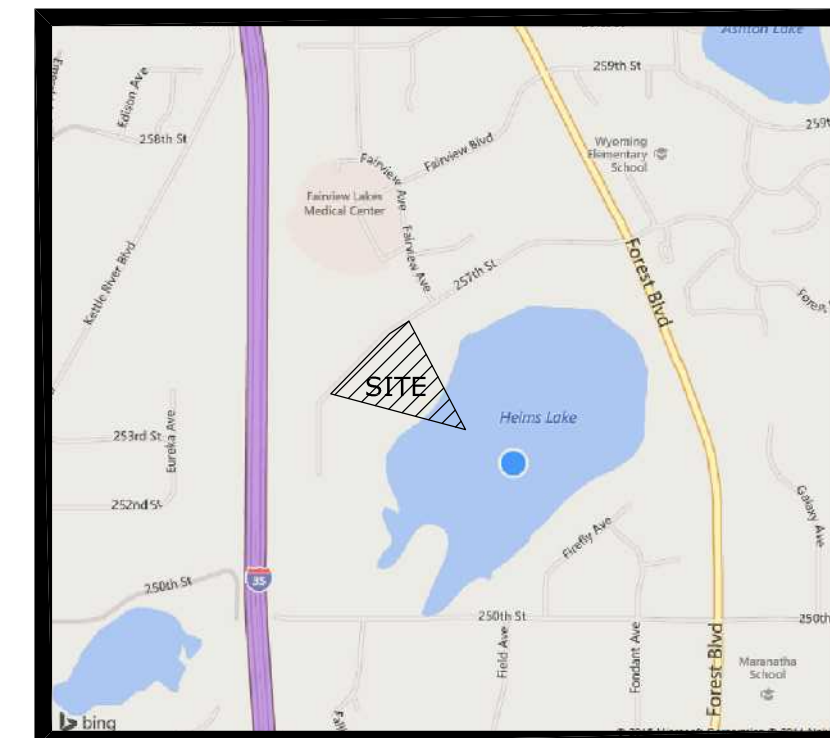 Ashton Lake
259th St
Edison Ave
258th St
Wyoming
Elementary
School
Fairview Blvd
Fairview Ave
Fairview Lakes
Medical Center
Fairview Ave
257th St
Kettle River Blvd
Forest Blvd
SITE
Helms Lake
253rd St
Eureka Ave
252nd St
Galaxy Ave
Firefly Ave
250th St
35
250th St
250th
Field Ave
Fondant Ave
Forest Blvd
Maranatha
School
bing